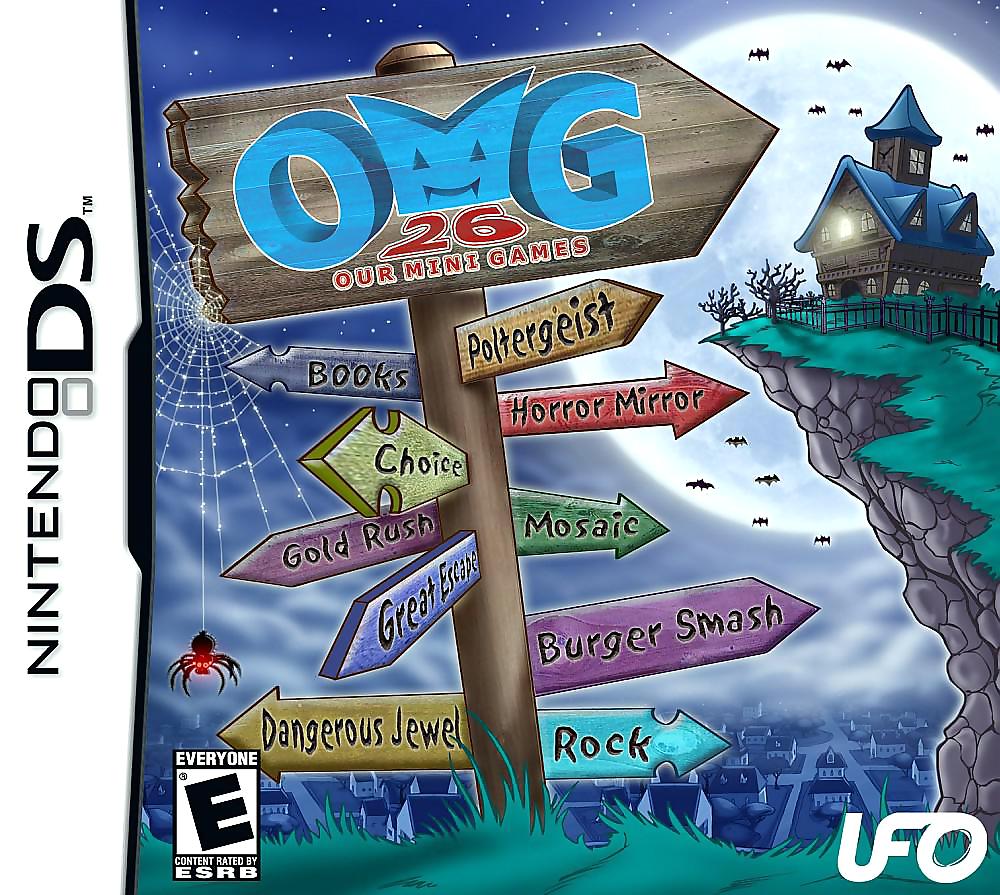 NINTENDO DS™
OMG
26
OUR MINI GAMES
Poltergeist
Books
Horror Mirror
Choice
Gold Rush
Mosaic
Great Escape
Burger Smash
Dangerous Jewel
Rock
EVERYONE
E
®
CONTENT RATED BY
ESRB
UFO